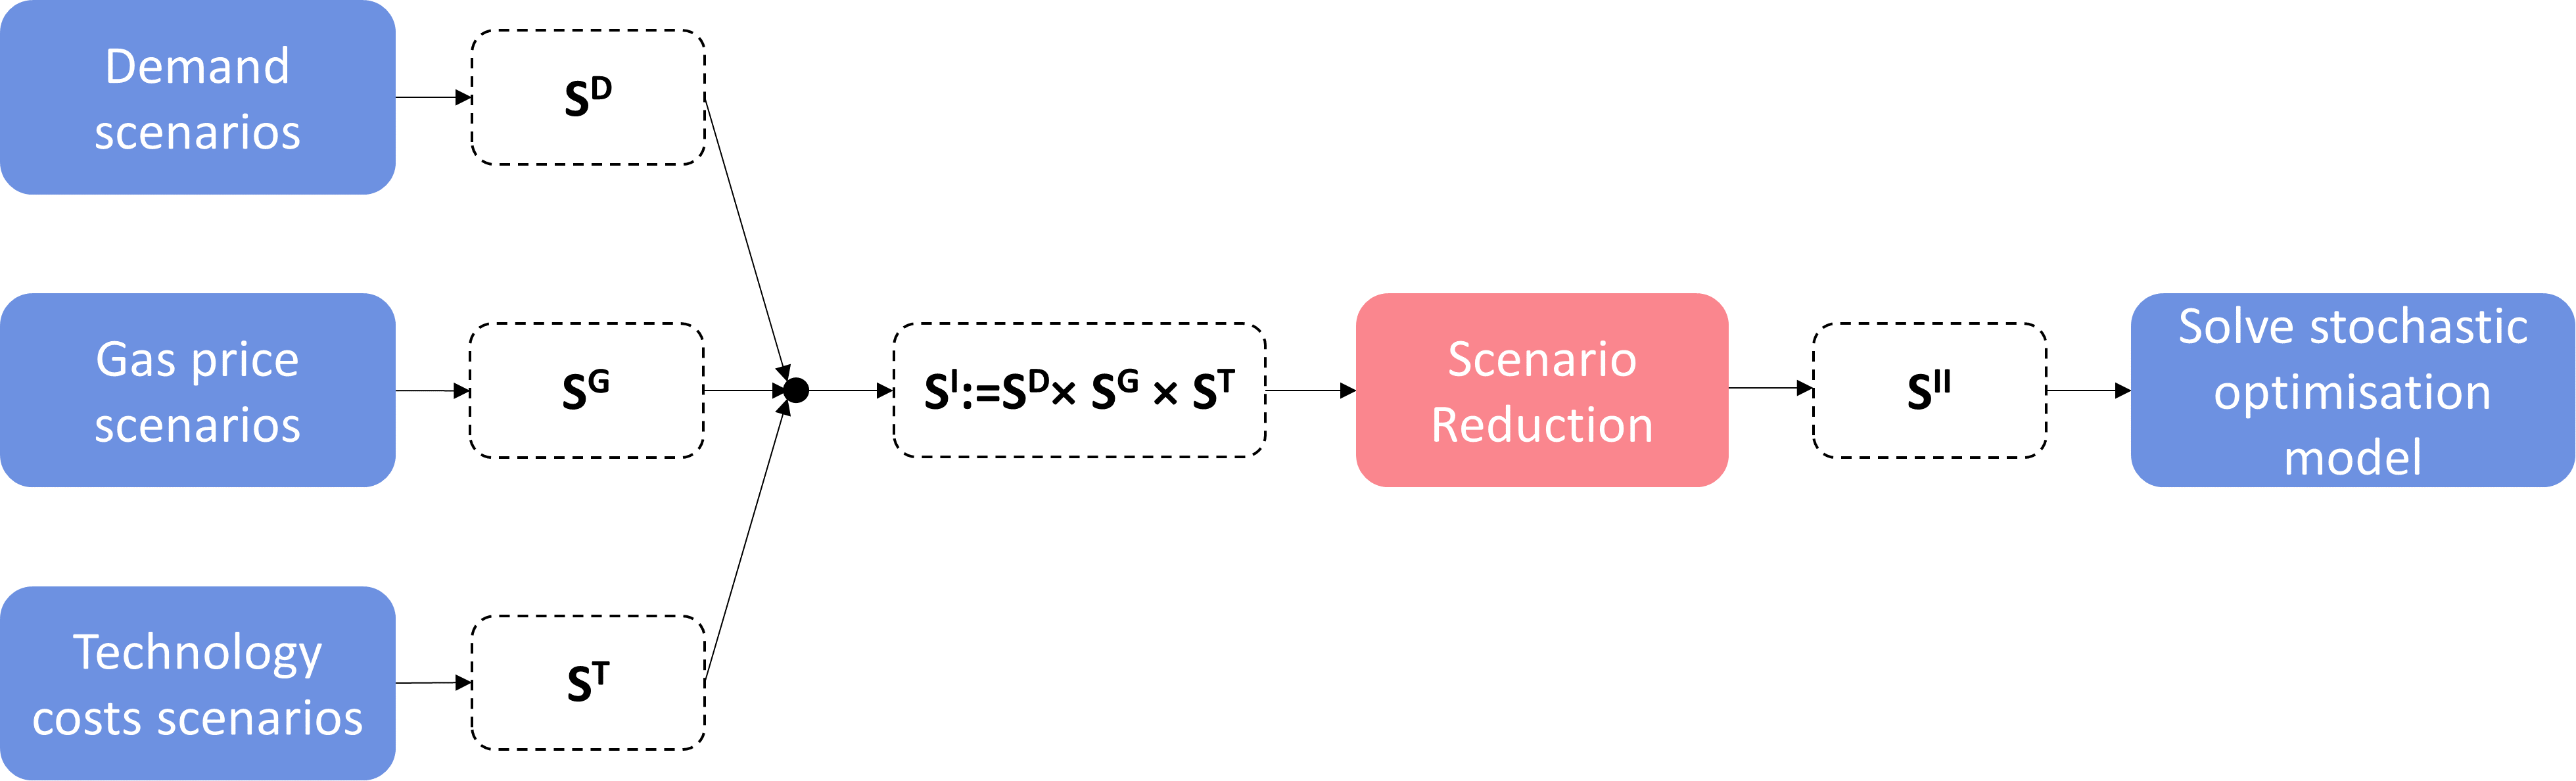 Demand
scenarios
S^D
Gas price
scenarios
S^G
Technology
costs scenarios
S^T
S^I:=S^D× S^G × S^T
Scenario
Reduction
S^II
Solve stochastic
optimisation
model